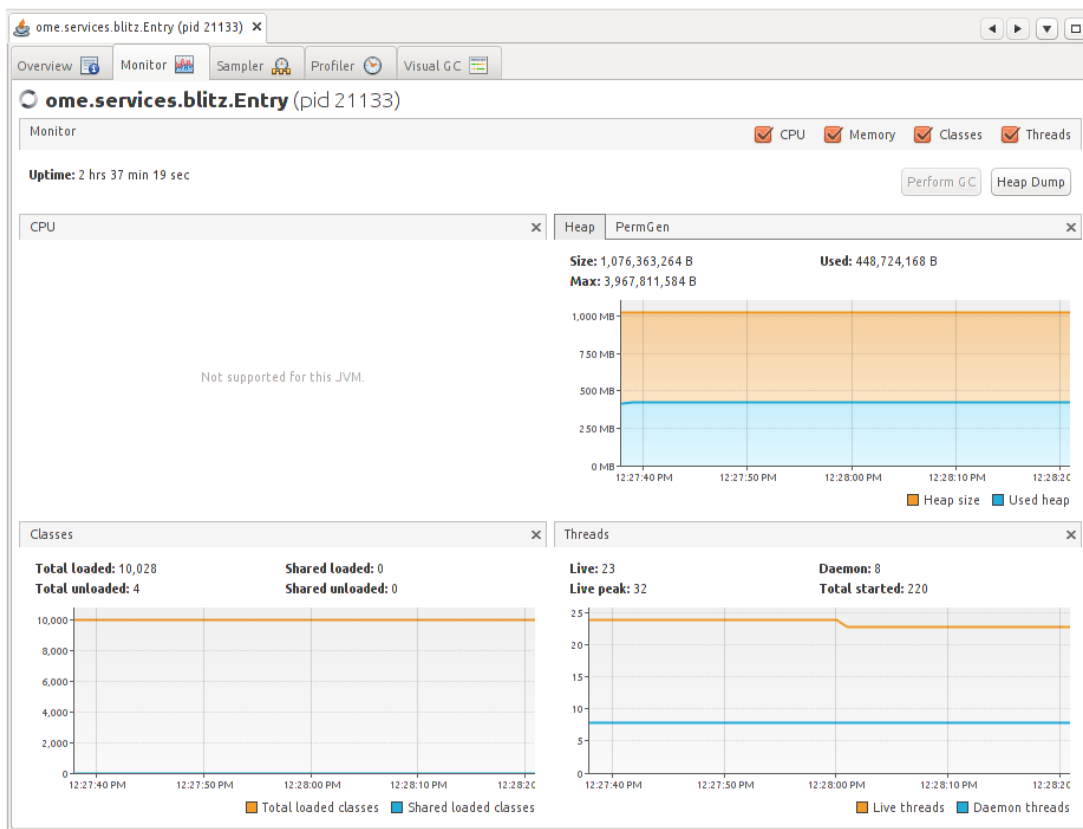 ome.services.blitz.Entry (pid 21133)
Overview Monitor Sampler Profiler Visual GC
ome.services.blitz.Entry (pid 21133)
Monitor CPU Memory Classes Threads
Uptime: 2 hrs 37 min 19 sec
Perform GC Heap Dump
CPU
Not supported for this JVM.
Heap PermGen
Size: 1,076,363,264 B Used: 448,724,168 B
Max: 3,967,811,584 B
1,000 MB
750 MB
500 MB
250 MB
0 MB
12:27:40 PM 12:27:50 PM 12:28:00 PM 12:28:10 PM 12:28:20
Heap size Used heap
Classes
Total loaded: 10,028 Shared loaded: 0
Total unloaded: 4 Shared unloaded: 0
10,000
8,000
6,000
4,000
2,000
0
12:27:40 PM 12:27:50 PM 12:28:00 PM 12:28:10 PM 12:28:20
Total loaded classes Shared loaded classes
Threads
Live: 23 Daemon: 8
Live peak: 32 Total started: 220
25
20
15
10
5
0
12:27:40 PM 12:27:50 PM 12:28:00 PM 12:28:10 PM 12:28:20
Live threads Daemon threads